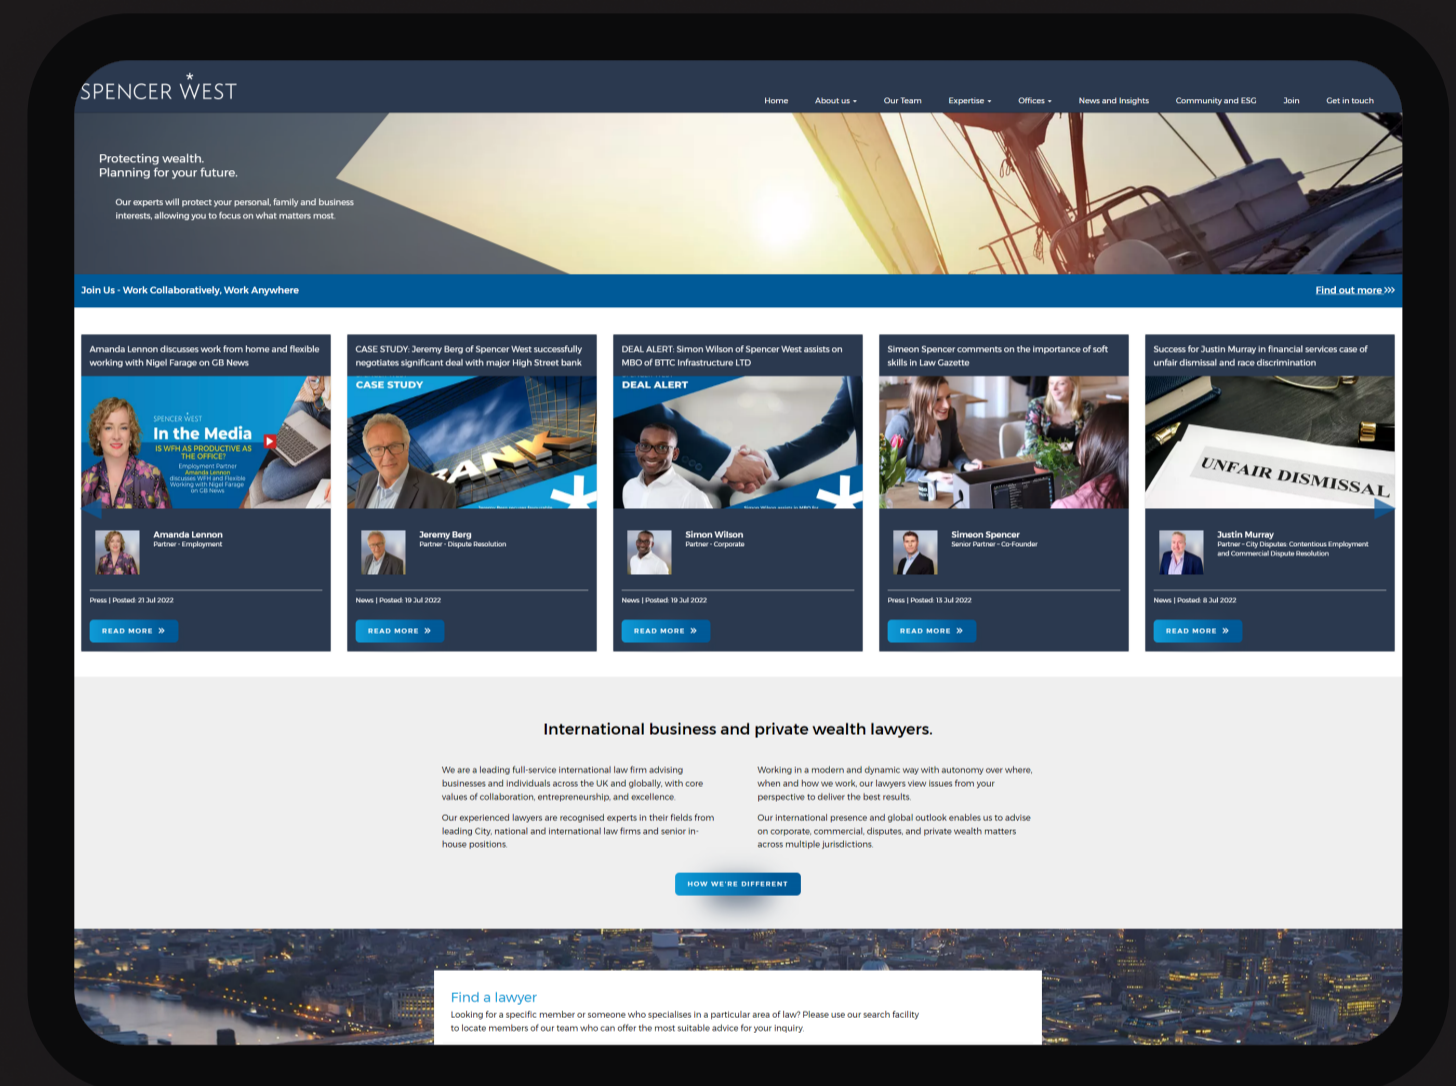 SPENCER WEST
Home About us Our Team Expertise Offices News and Insights Community and ESG Join Get in touch
Protecting wealth.
Planning for your future.
Our experts will protect your personal, family and business
interests, allowing you to focus on what matters most.
Join Us - Work Collaboratively, Work Anywhere
Find out more
Amanda Lennon discusses work from home and flexible
working with Nigel Farage on GB News
SPENCER WEST
In the Media
IS WFH AS PRODUCTIVE AS
THE OFFICE?
Employment Partner
Amanda Lennon
discusses WFH and Flexible
Working with Nigel Farage
on GB News
Amanda Lennon
Partner - Employment
Press | Posted: 21 Jul 2022
READ MORE
CASE STUDY: Jeremy Berg of Spencer West successfully
negotiates significant deal with major High Street bank
CASE STUDY
BANK
Jeremy Berg
Partner - Dispute Resolution
News | Posted: 19 Jul 2022
READ MORE
DEAL ALERT: Simon Wilson of Spencer West assists on
MBO of BTTC Infrastructure LTD
DEAL ALERT
Simon Wilson
Partner - Corporate
News | Posted: 19 Jul 2022
READ MORE
Simeon Spencer comments on the importance of soft
skills in Law Gazette
Simeon Spencer
Senior Partner - Co-Founder
Press | Posted: 13 Jul 2022
READ MORE
Success for Justin Murray in financial services case of
unfair dismissal and race discrimination
UNFAIR DISMISSAL
Justin Murray
Partner - City Disputes: Contentious Employment
and Commercial Dispute Resolution
News | Posted: 8 Jul 2022
READ MORE
International business and private wealth lawyers.
We are a leading full-service international law firm advising
businesses and individuals across the UK and globally, with core
values of collaboration, entrepreneurship, and excellence.
Our experienced lawyers are recognised experts in their fields from
leading City, national and international law firms and senior in-
house positions.
Working in a modern and dynamic way with autonomy over where,
when and how we work, our lawyers view issues from your
perspective to deliver the best results.
Our international presence and global outlook enables us to advise
on corporate, commercial, disputes, and private wealth matters
across multiple jurisdictions.
HOW WE'RE DIFFERENT
Find a lawyer
Looking for a specific member or someone who specialises in a particular area of law? Please use our search facility
to locate members of our team who can offer the most suitable advice for your inquiry.